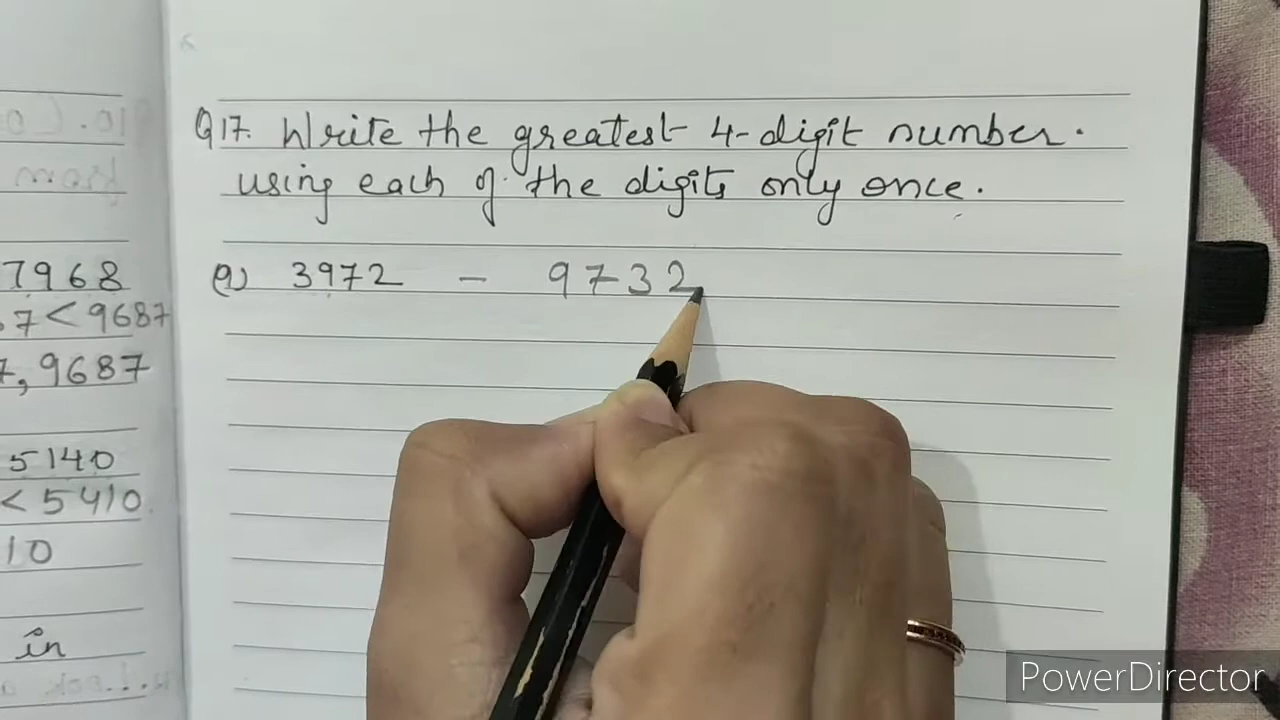 Q17. Write the greatest 4-digit number.
using each of the digits only once.
a) 3972 - 9732
7968
7 < 9687
7, 9687
5140
< 5410
10
in
PowerDirector